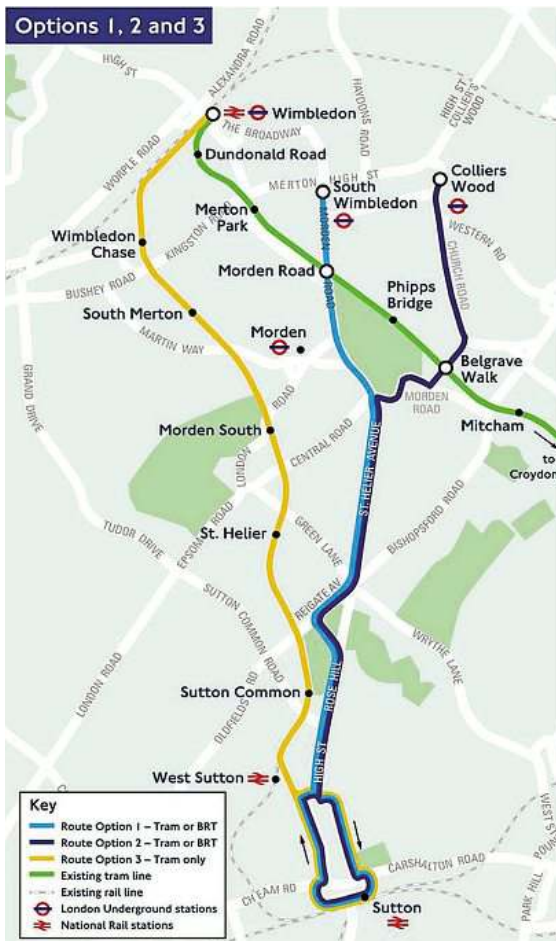 Options 1, 2 and 3
HIGH ST
ALEXANDRA ROAD
Wimbledon
THE BROADWAY
HAYDONS ROAD
HIGH ST
COLLIER'S
WOOD
WORPLE ROAD
Dundonald Road
MERTON HIGH ST
South
Wimbledon
Colliers
Wood
Merton
Park
KINGSTON ROAD
WESTERN RD
Wimbledon
Chase
MORDEN ROAD
CHURCH ROAD
BUSHEY ROAD
Morden Road
Phipps
Bridge
South Merton
MARTIN WAY
Morden
Belgrave
Walk
GRAND DRIVE
MORDEN
ROAD
Mitcham
to
Croydon
Morden South
LONDON ROAD
CENTRAL ROAD
ST. HELIER AVENUE
BISHOPSFORD ROAD
St. Helier
EPSOM ROAD
GREEN LANE
TUDOR DRIVE
REIGATE AV
WRYTHE LANE
SUTTON COMMON ROAD
LONDON ROAD
OLDFIELDS RD
Sutton Common
ROSE HILL
HIGH ST
West Sutton
Key
Route Option 1 – Tram or BRT
Route Option 2 – Tram or BRT
Route Option 3 – Tram only
Existing tram line
Existing rail line
London Underground stations
National Rail stations
CHEAM RD
CARSHALTON ROAD
Sutton
PARK HILL